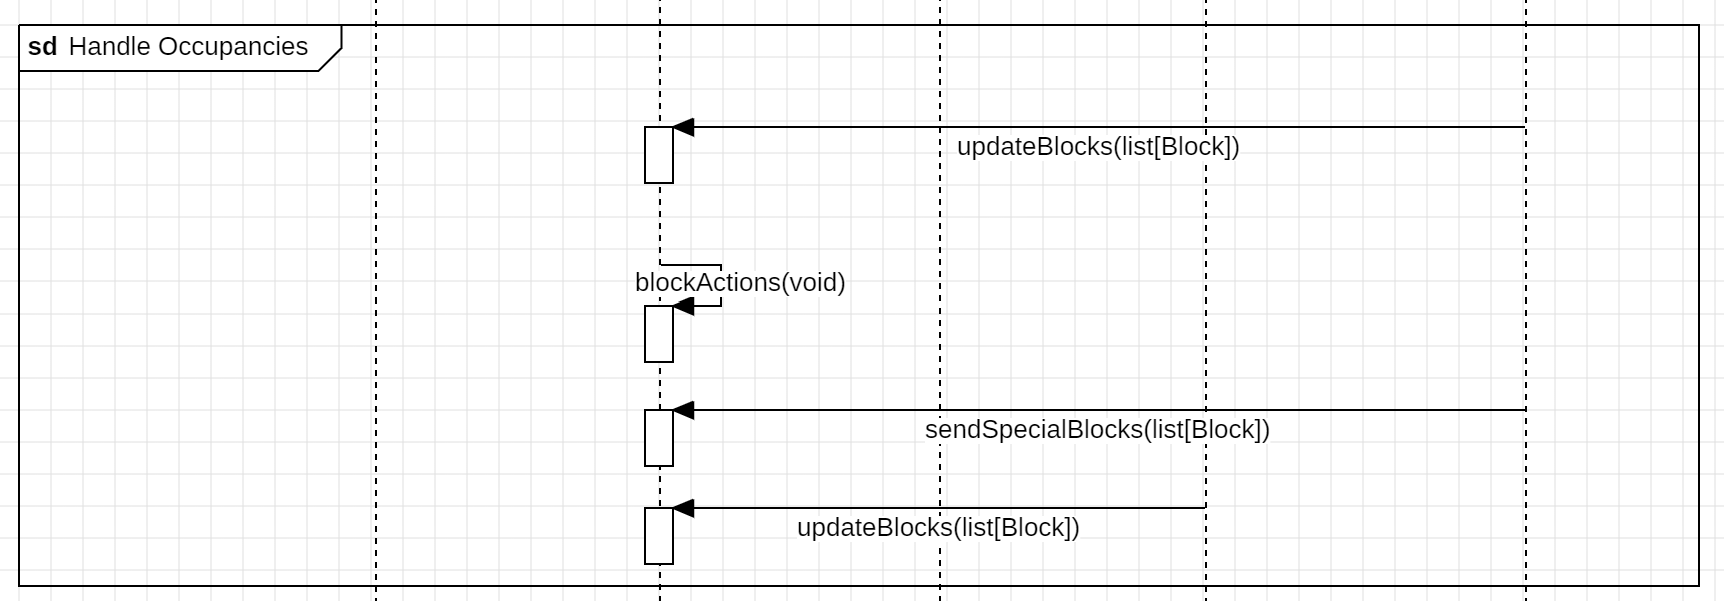 sd Handle Occupancies
updateBlocks(list[Block])
blockActions(void)
sendSpecialBlocks(list[Block])
updateBlocks(list[Block])